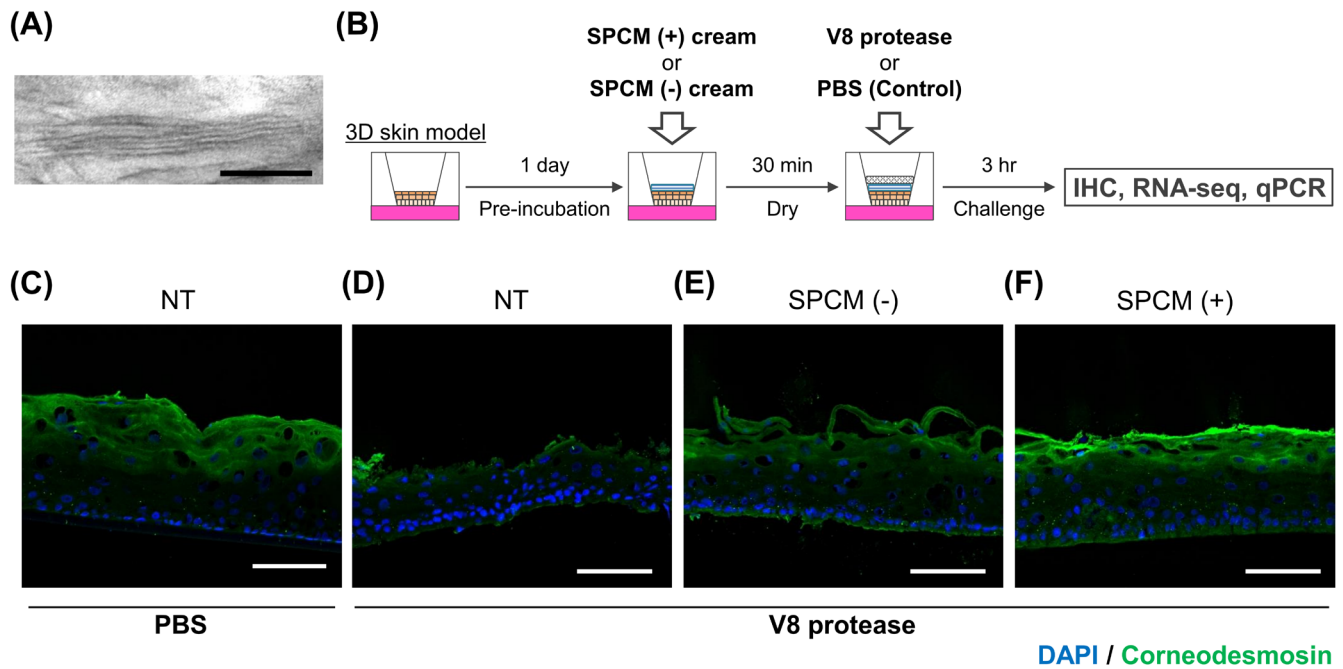 (A)
(B)
SPCM (+) cream
or
SPCM (-) cream
V8 protease
or
PBS (Control)
3D skin model
1 day
Pre-incubation
30 min
Dry
3 hr
Challenge
IHC, RNA-seq, qPCR
(C)
NT
(D)
NT
(E)
SPCM (-)
(F)
SPCM (+)
PBS
V8 protease
DAPI / Corneodesmosin